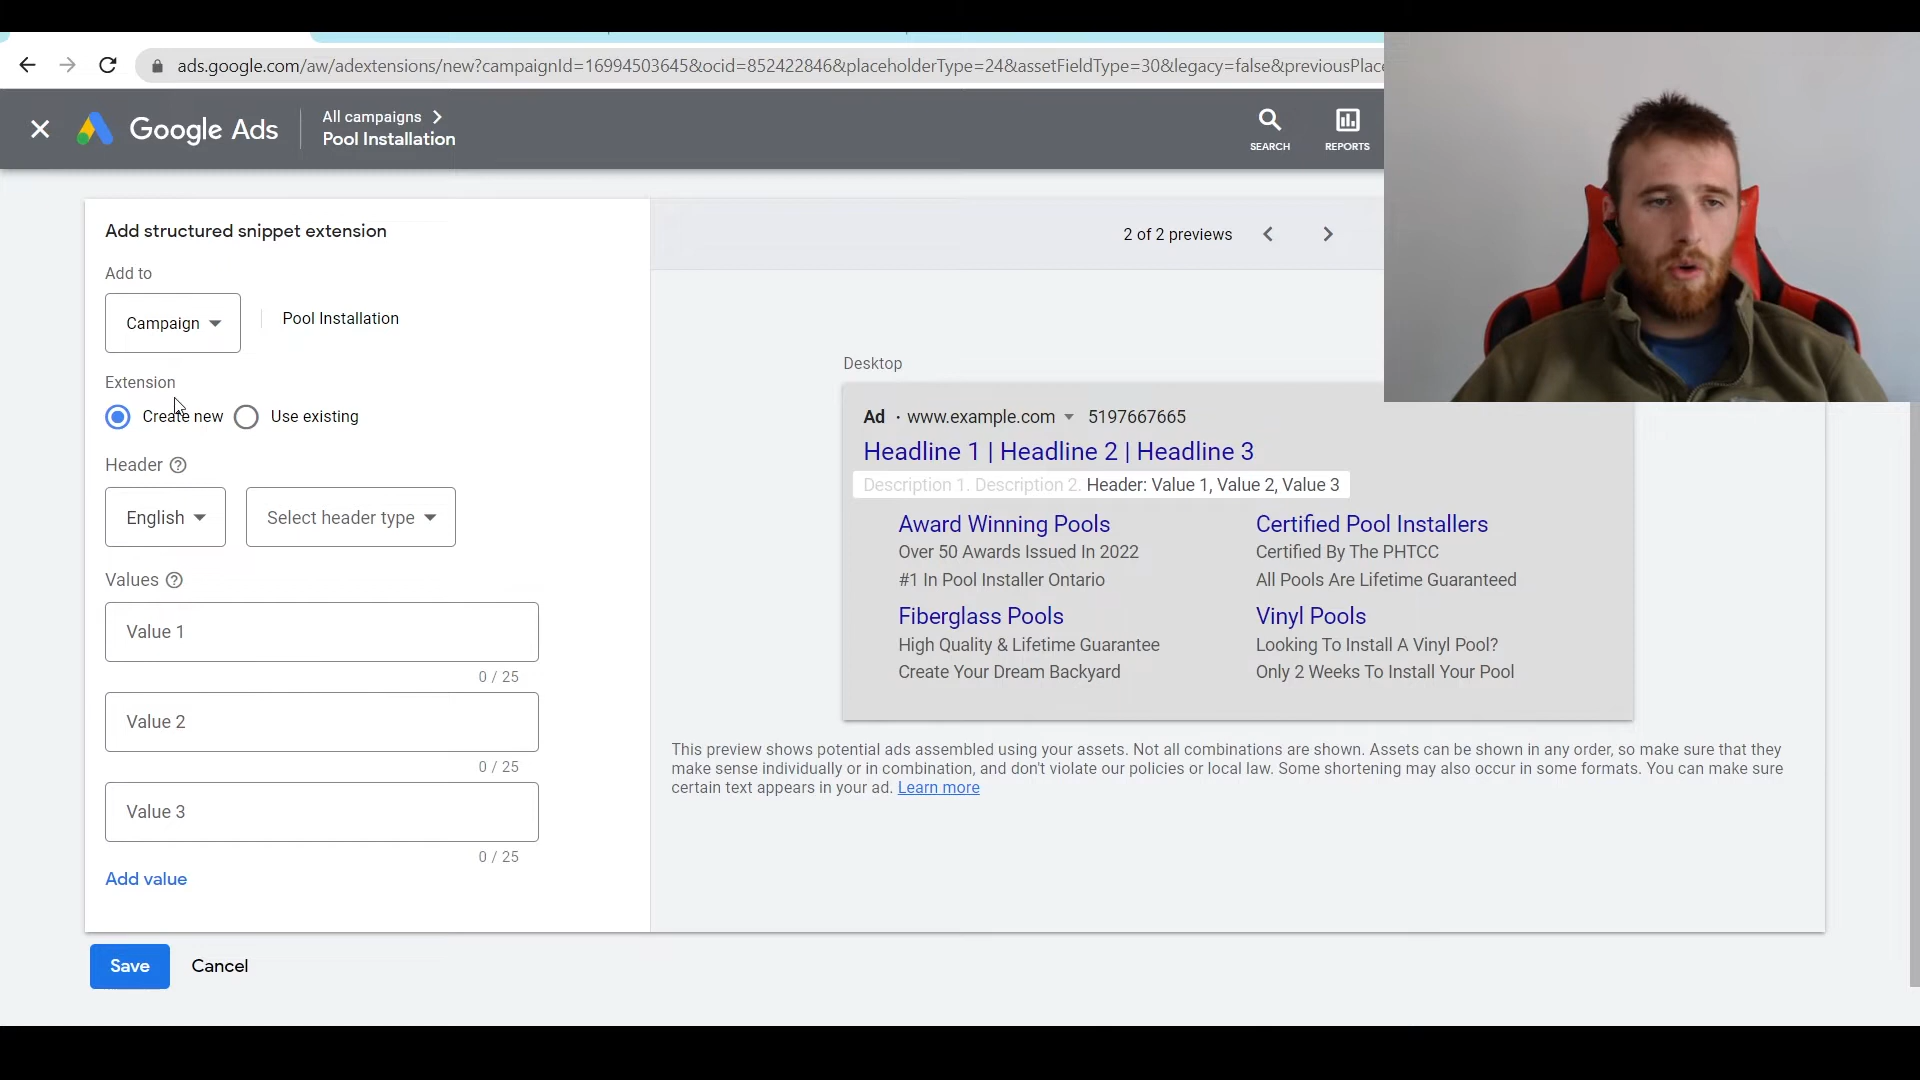 ads.google.com/aw/adextensions/new?campaignId=16994503645&ocid=852422846&placeholderType=24&assetFieldType=30&legacy=false&previousPlace
Google Ads
All campaigns
Pool Installation
SEARCH
REPORTS
Add structured snippet extension
Add to
Campaign
Pool Installation
Extension
Create new
Use existing
Header
English
Select header type
Values
Value 1
0 / 25
Value 2
0 / 25
Value 3
0 / 25
Add value
Save
Cancel
2 of 2 previews
Desktop
Ad · www.example.com 5197667665
Headline 1 | Headline 2 | Headline 3
Description 1. Description 2. Header: Value 1, Value 2, Value 3
Award Winning Pools
Over 50 Awards Issued In 2022
#1 In Pool Installer Ontario
Certified Pool Installers
Certified By The PHTCC
All Pools Are Lifetime Guaranteed
Fiberglass Pools
High Quality & Lifetime Guarantee
Create Your Dream Backyard
Vinyl Pools
Looking To Install A Vinyl Pool?
Only 2 Weeks To Install Your Pool
This preview shows potential ads assembled using your assets. Not all combinations are shown. Assets can be shown in any order, so make sure that they
make sense individually or in combination, and don't violate our policies or local law. Some shortening may also occur in some formats. You can make sure
certain text appears in your ad. Learn more